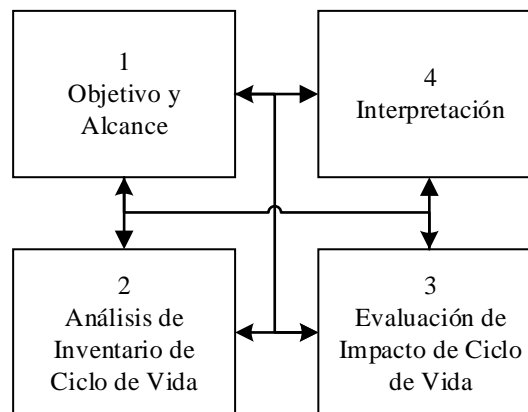 1
Objetivo y
Alcance
4
Interpretación
2
Análisis de
Inventario de
Ciclo de Vida
3
Evaluación de
Impacto de Ciclo
de Vida